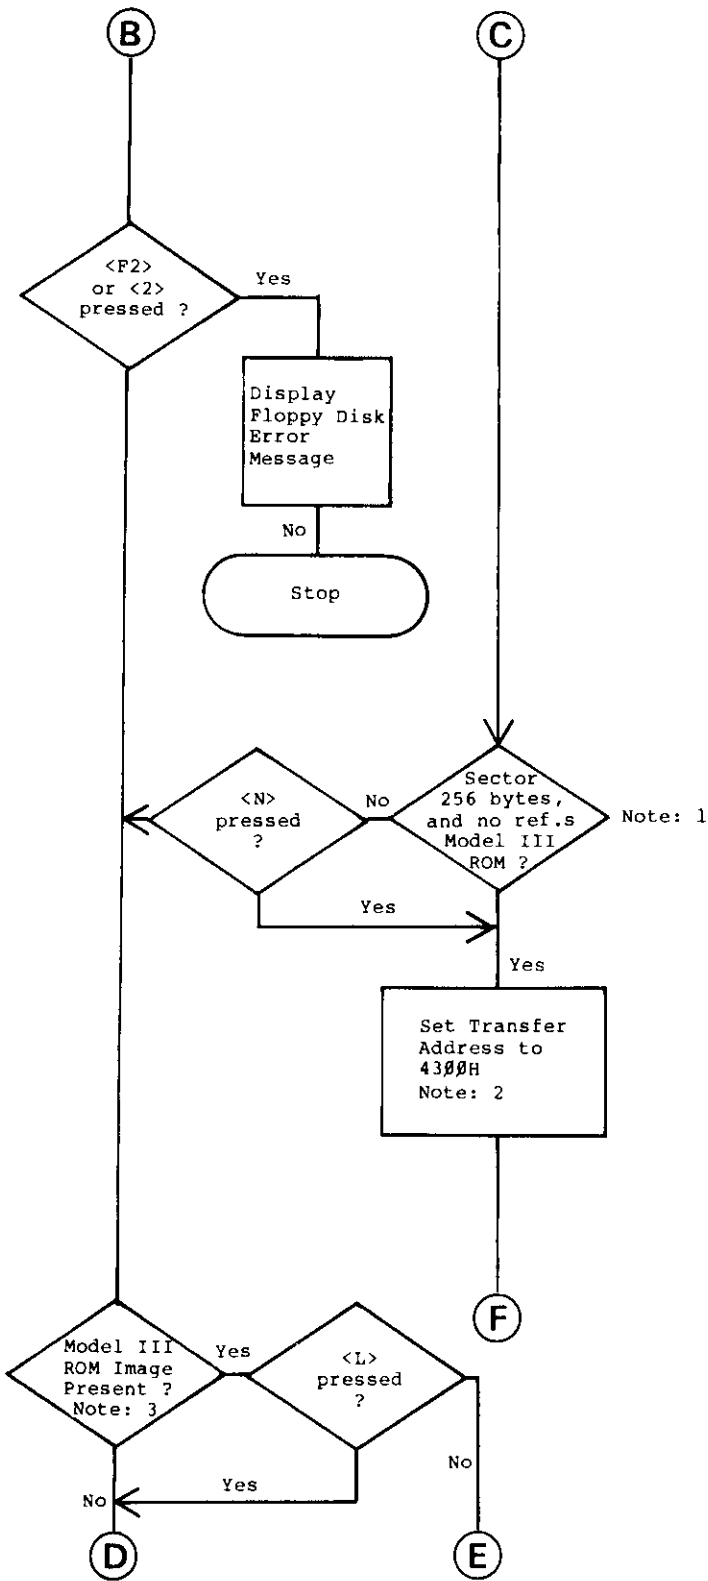 B
C
<F2>
or <2>
pressed ?
Yes
Display
Floppy Disk
Error
Message
No
Stop
<N>
pressed
?
No
Sector
256 bytes,
and no ref.s
Model III
ROM ?
Note: 1
Yes
Yes
Set Transfer
Address to
43ØØH
Note: 2
F
Model III
ROM Image
Present ?
Note: 3
Yes
<L>
pressed
?
No
Yes
No
D
E